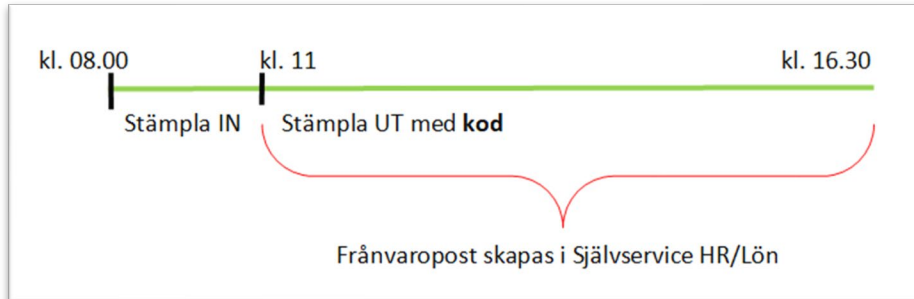 kl. 08.00 kl. 11 kl. 16.30
Stämpla IN Stämpla UT med kod
Frånvaropost skapas i Självservice HR/Lön